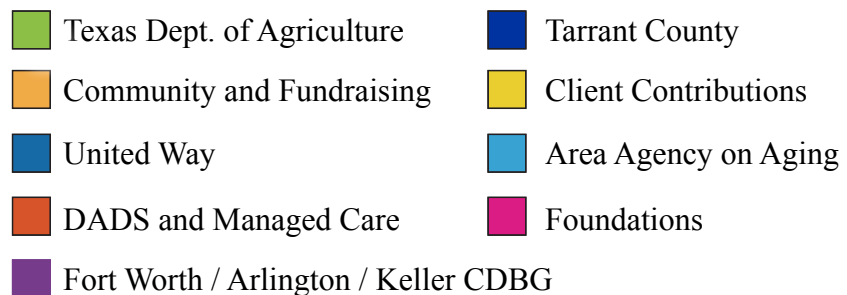 Texas Dept. of Agriculture
Tarrant County
Community and Fundraising
Client Contributions
United Way
Area Agency on Aging
DADS and Managed Care
Foundations
Fort Worth / Arlington / Keller CDBG